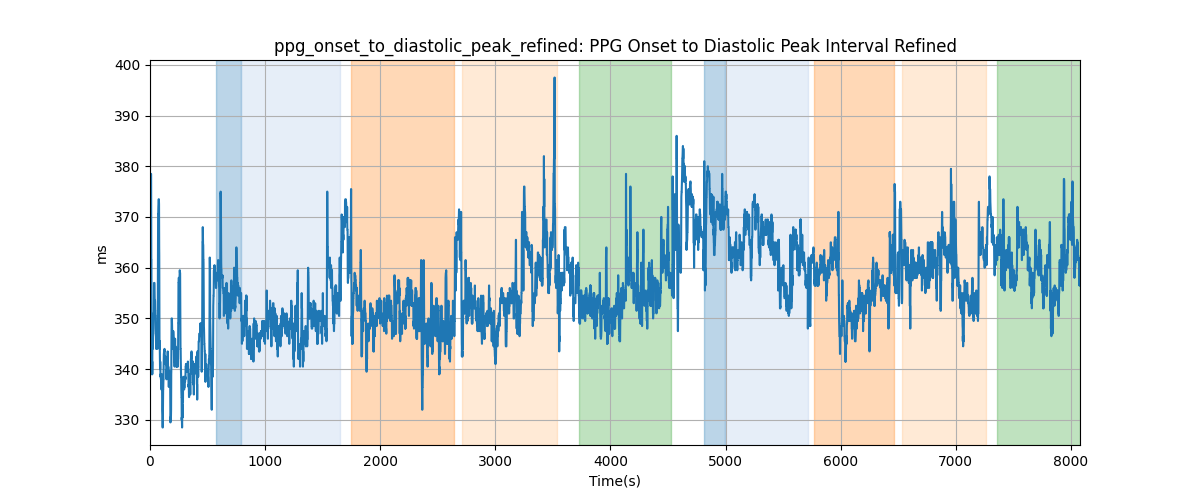 ppg_onset_to_diastolic_peak_refined: PPG Onset to Diastolic Peak Interval Refined
400
390
380
370
360
350
340
330
ms
0 1000 2000 3000 4000 5000 6000 7000 8000
Time(s)